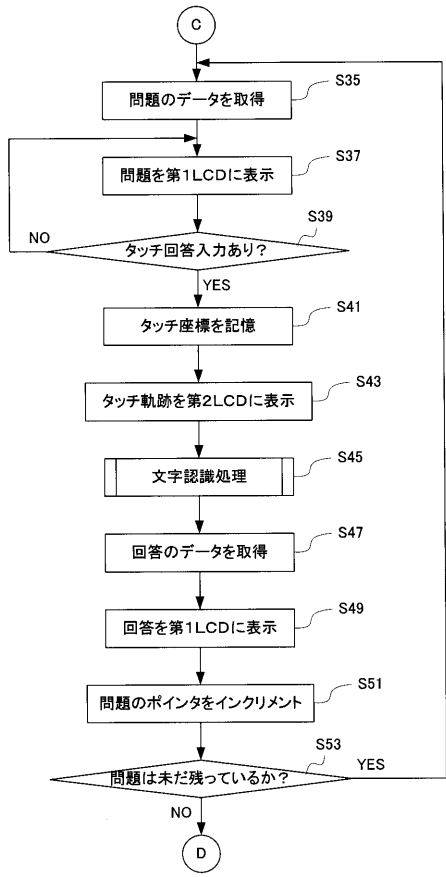 C
S35
問題のデータを取得
S37
問題を第1LCDに表示
S39
タッチ回答入力あり?
NO
YES
S41
タッチ座標を記憶
S43
タッチ軌跡を第2LCDに表示
S45
文字認識処理
S47
回答のデータを取得
S49
回答を第1LCDに表示
S51
問題のポインタをインクリメント
S53
問題は未だ残っているか?
YES
NO
D